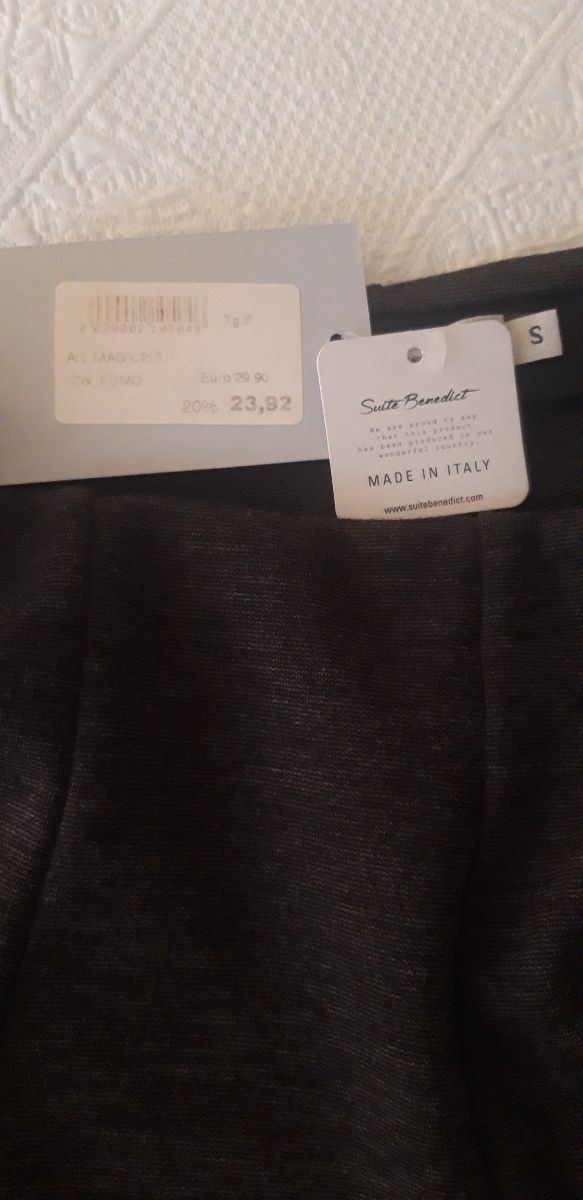 Tg S
Art.
Col. FUMO
Euro 29.90
20% 23,92
S
Suite Benedict
We are proud to say
that this product
has been produced in our
wonderful country.
MADE IN ITALY
www.suitebenedict.com